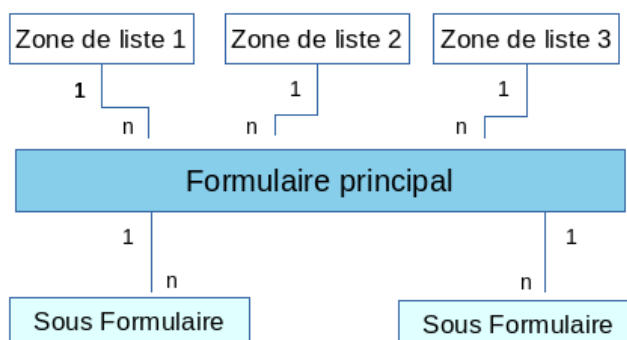 Zone de liste 1
Zone de liste 2
Zone de liste 3
1
1
1
n
n
n
Formulaire principal
1
1
n
n
Sous Formulaire
Sous Formulaire